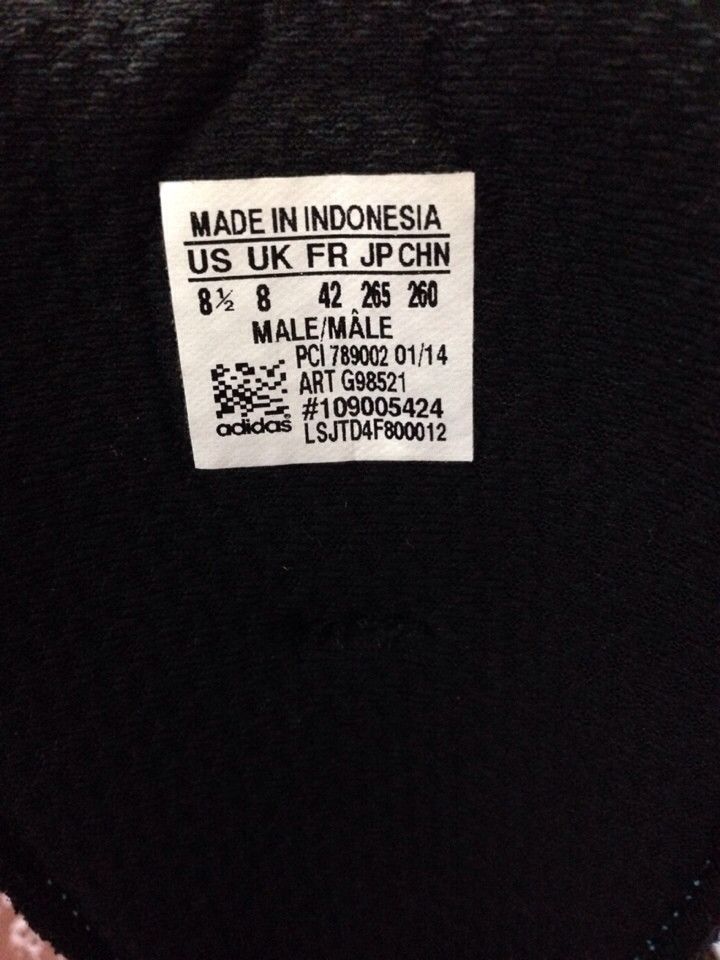 MADE IN INDONESIA
US UK FR JP CHN
8½ 8 42 265 260
MALE/MÂLE
PCI 789002 01/14
ART G98521
#109005424
adidas® LSJTD4F800012